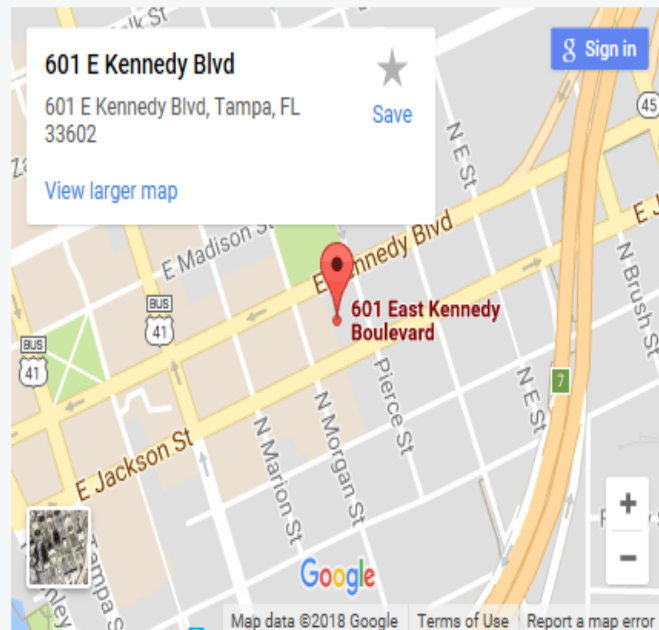 601 E Kennedy Blvd
601 E Kennedy Blvd, Tampa, FL
33602
Save
View larger map
g Sign in
45
N E St
E Madison St
E Kennedy Blvd
BUS
41
BUS
41
601 East Kennedy
Boulevard
N Brush St
7
Pierce St
N E St
N Morgan St
N Marion St
E Jackson St
Tampa St
+
−
Google
Map data ©2018 Google
Terms of Use
Report a map error